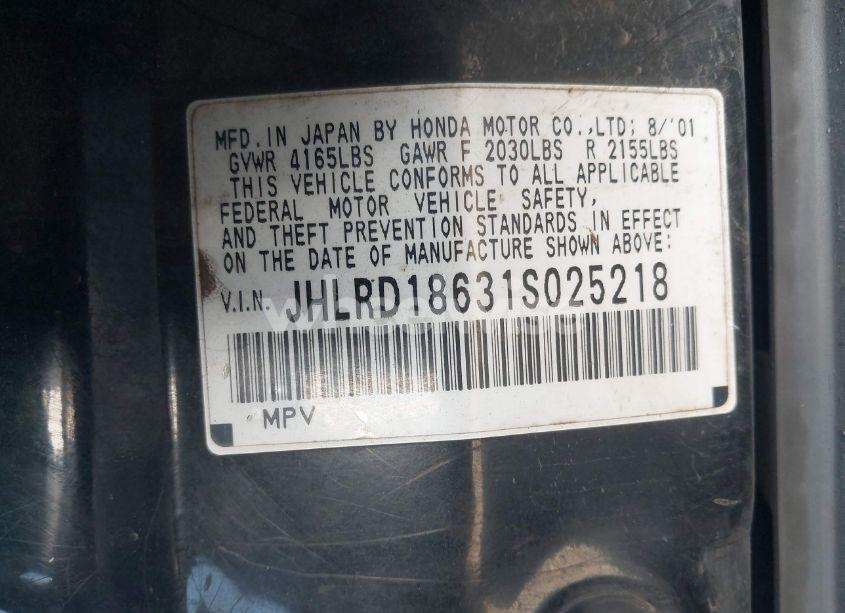 MFD. IN JAPAN BY HONDA MOTOR CO.,LTD; 8/'01
GVWR 4165LBS GAWR F 2030LBS R 2155LBS
THIS VEHICLE CONFORMS TO ALL APPLICABLE
FEDERAL MOTOR VEHICLE SAFETY,
AND THEFT PREVENTION STANDARDS IN EFFECT
ON THE DATE OF MANUFACTURE SHOWN ABOVE:
V.I.N. JHLRD18631S025218
MPV